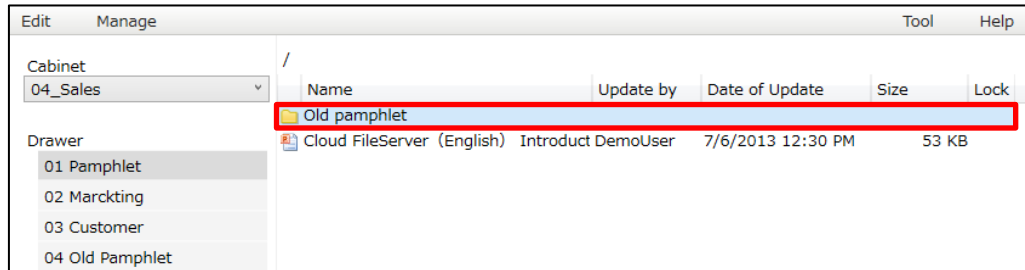 Edit Manage Tool Help
Cabinet
04_Sales
Drawer
01 Pamphlet
02 Marckting
03 Customer
04 Old Pamphlet
/
Name Update by Date of Update Size Lock
Old pamphlet
Cloud FileServer（English） Introduct DemoUser 7/6/2013 12:30 PM 53 KB